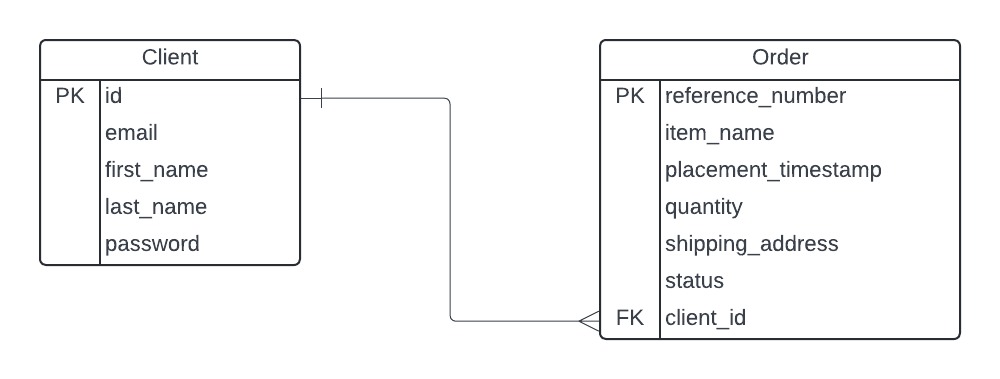 Client
PK id
email
first_name
last_name
password
Order
PK reference_number
item_name
placement_timestamp
quantity
shipping_address
status
FK client_id